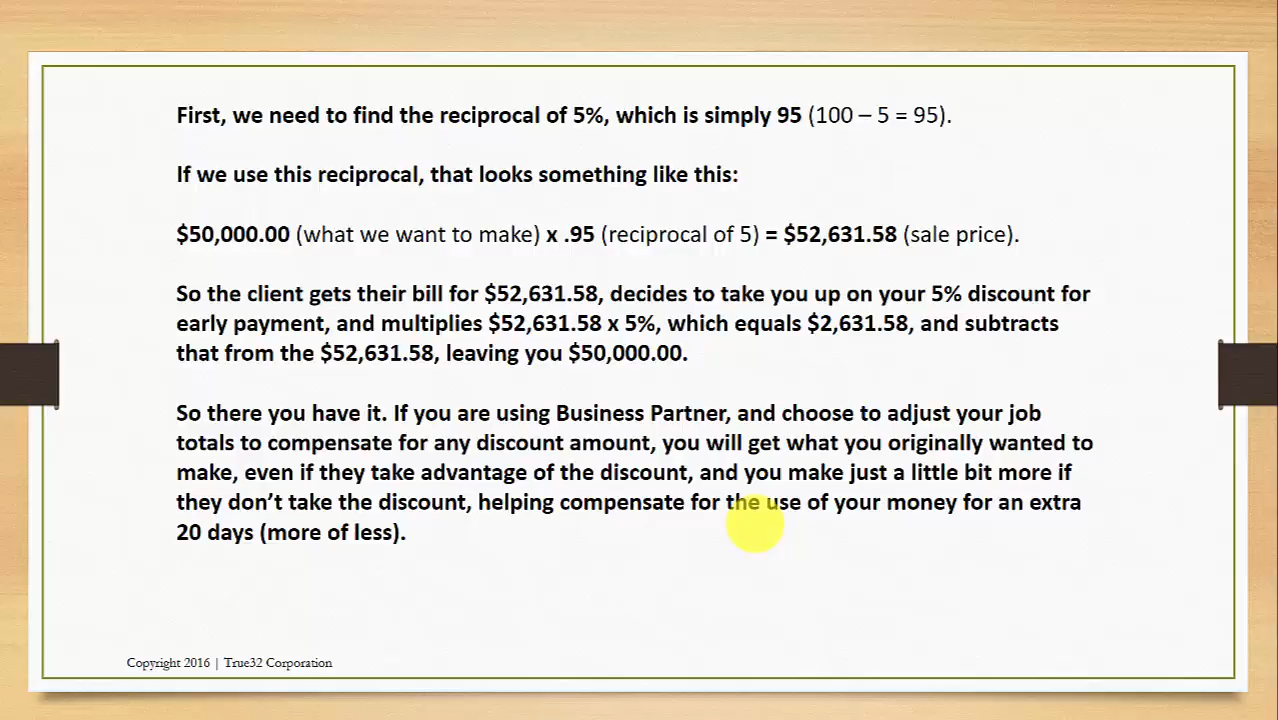 First, we need to find the reciprocal of 5%, which is simply 95 (100 – 5 = 95).
If we use this reciprocal, that looks something like this:
$50,000.00 (what we want to make) x .95 (reciprocal of 5) = $52,631.58 (sale price).
So the client gets their bill for $52,631.58, decides to take you up on your 5% discount for
early payment, and multiplies $52,631.58 x 5%, which equals $2,631.58, and subtracts
that from the $52,631.58, leaving you $50,000.00.
So there you have it. If you are using Business Partner, and choose to adjust your job
totals to compensate for any discount amount, you will get what you originally wanted to
make, even if they take advantage of the discount, and you make just a little bit more if
they don’t take the discount, helping compensate for the use of your money for an extra
20 days (more of less).
Copyright 2016 | True32 Corporation